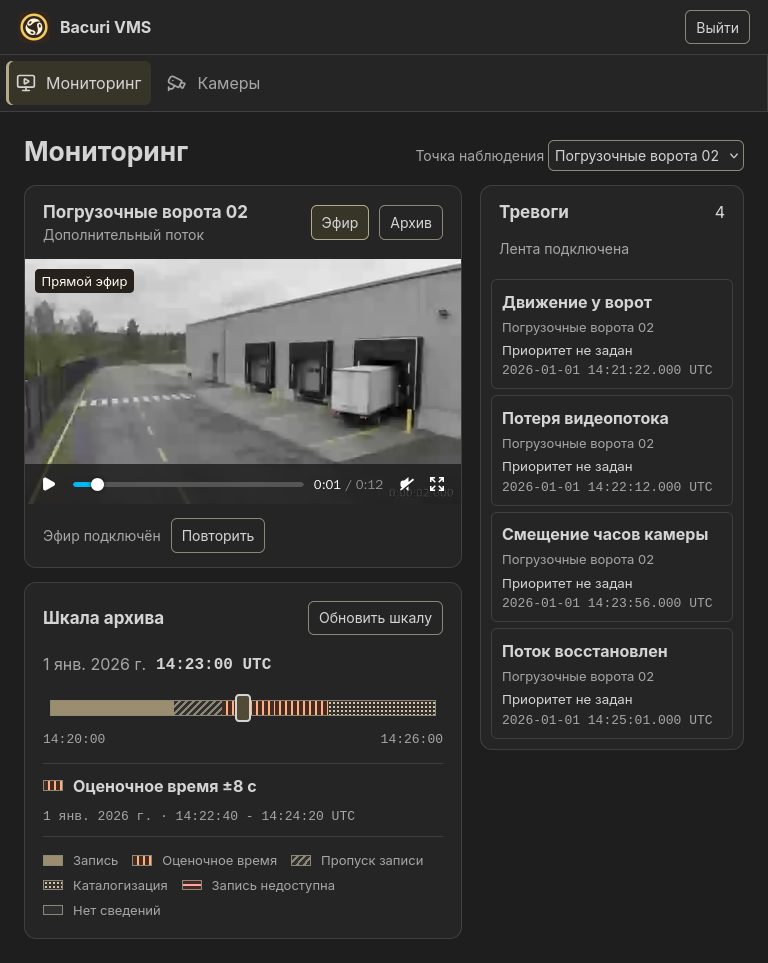 Bacuri VMS
Выйти
Мониторинг
Камеры
Мониторинг
Точка наблюдения
Погрузочные ворота 02
Погрузочные ворота 02
Дополнительный поток
Эфир
Архив
Прямой эфир
0:01 / 0:12
Эфир подключён
Повторить
Шкала архива
Обновить шкалу
1 янв. 2026 г. 14:23:00 UTC
14:20:00
14:26:00
Оценочное время ±8 с
1 янв. 2026 г. · 14:22:40 - 14:24:20 UTC
Запись
Оценочное время
Пропуск записи
Каталогизация
Запись недоступна
Нет сведений
Тревоги
4
Лента подключена
Движение у ворот
Погрузочные ворота 02
Приоритет не задан
2026-01-01 14:21:22.000 UTC
Потеря видеопотока
Погрузочные ворота 02
Приоритет не задан
2026-01-01 14:22:12.000 UTC
Смещение часов камеры
Погрузочные ворота 02
Приоритет не задан
2026-01-01 14:23:56.000 UTC
Поток восстановлен
Погрузочные ворота 02
Приоритет не задан
2026-01-01 14:25:01.000 UTC